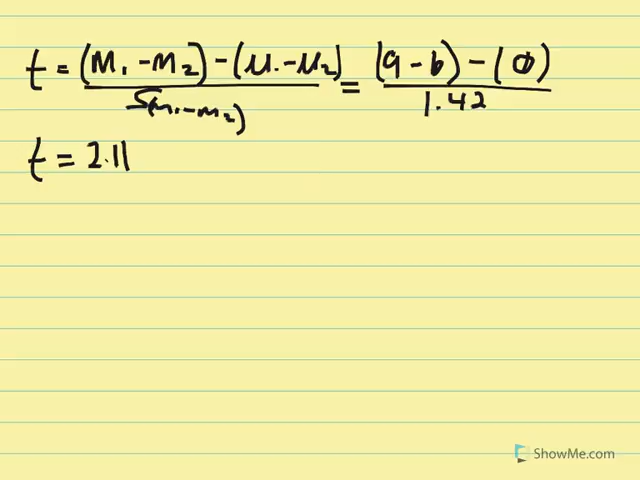 t = (M₁ - M₂) - (μ₁ - μ₂) / S(M₁ - M₂) = (9 - 6) - (0) / 1.42
t = 2.11
ShowMe.com